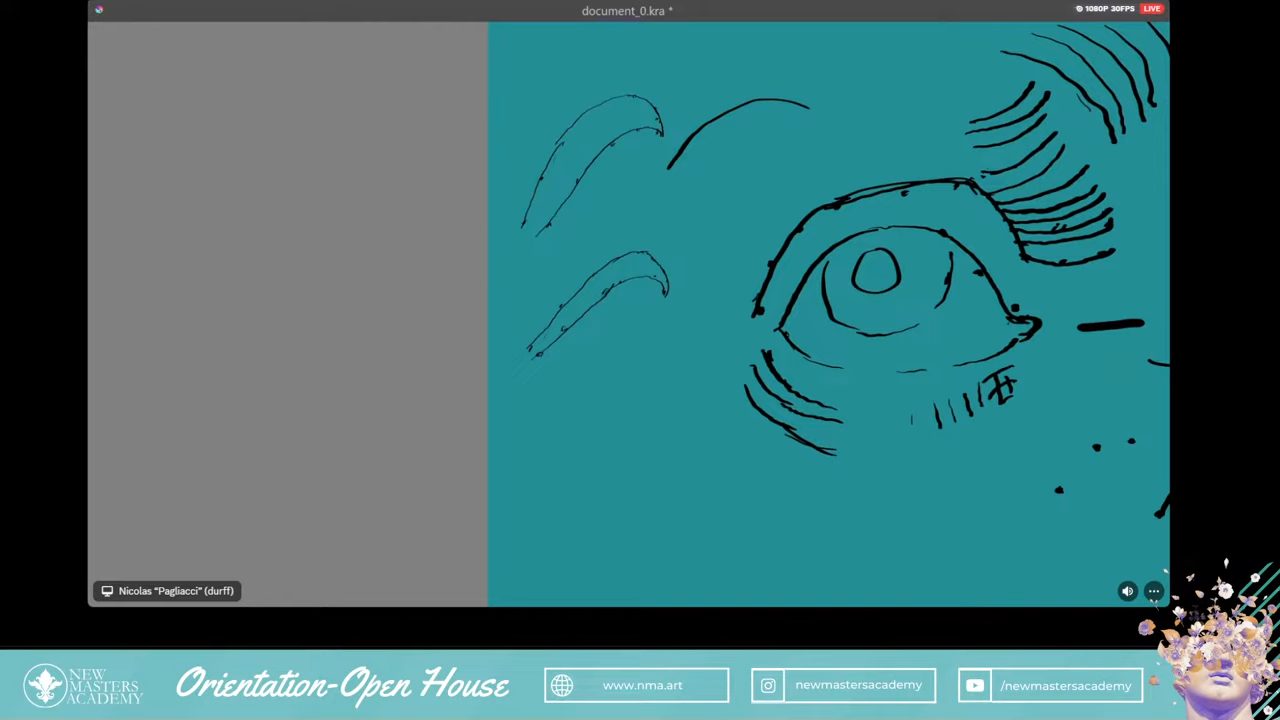 document_0.kra *
1080P 30FPS LIVE
Nicolas “Pagliacci” (durff)
NEW
MASTERS
ACADEMY
Orientation-Open House
www.nma.art
newmastersacademy
/newmastersacademy